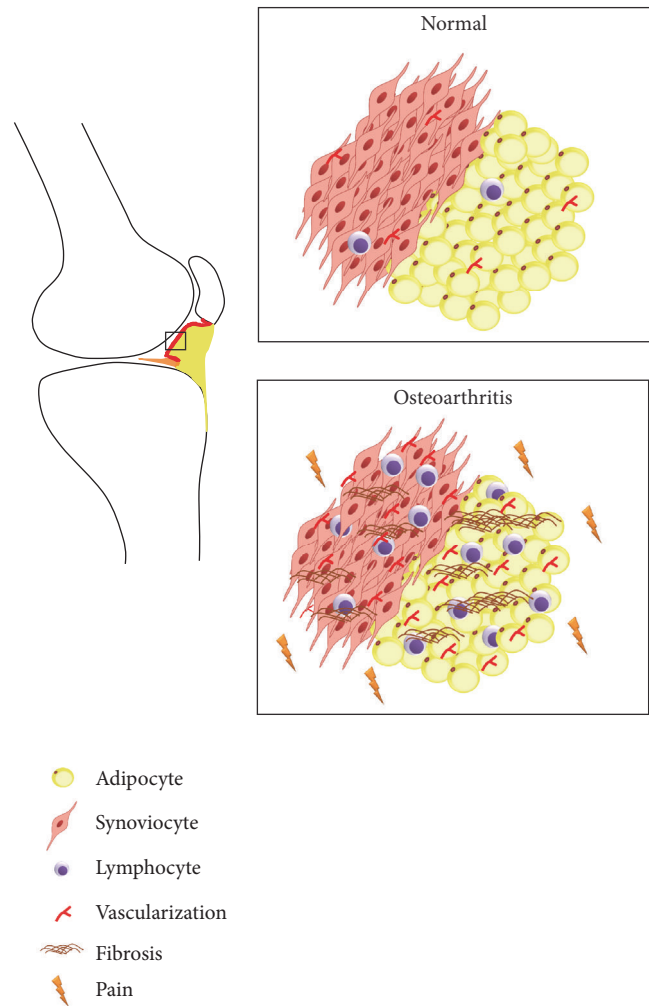 Normal
Osteoarthritis
Adipocyte
Synoviocyte
Lymphocyte
Vascularization
Fibrosis
Pain